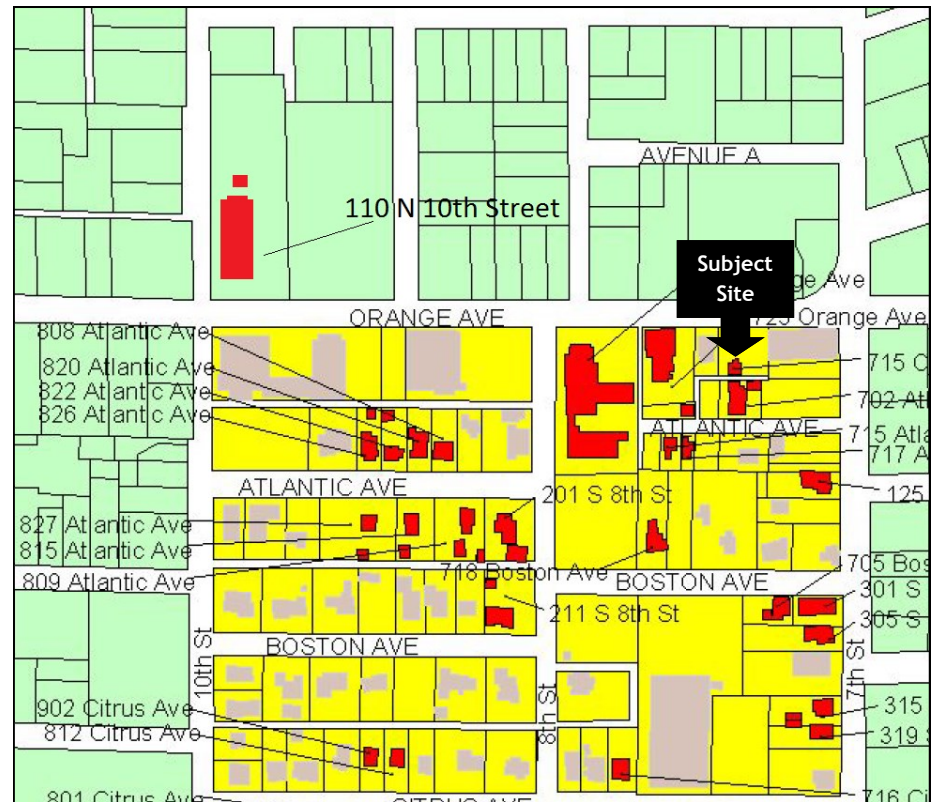 AVENUE A
110 N 10th Street
Subject
Site
ge Ave
ORANGE AVE
723 Orange Ave
808 Atlantic Ave
820 Atlantic Ave
715 C
822 Atlantic Ave
702 Atl
826 Atlantic Ave
ATLANTIC AVE
715 Atla
717 A
ATLANTIC AVE
201 S 8th St
125
827 Atlantic Ave
815 Atlantic Ave
718 Boston Ave
705 Bos
809 Atlantic Ave
BOSTON AVE
301 S
211 S 8th St
305 S
BOSTON AVE
10th St
7th St
8th St
902 Citrus Ave
315
812 Citrus Ave
319 S
801 Citrus Ave
CITRUS AVE
716 Ci